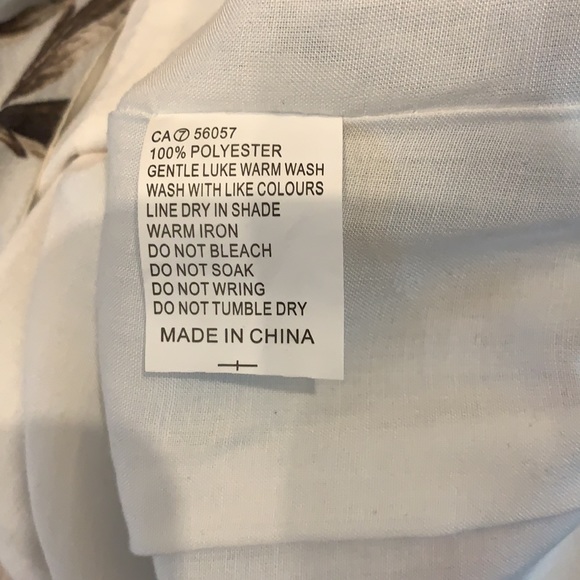 CA⑦ 56057
100% POLYESTER
GENTLE LUKE WARM WASH
WASH WITH LIKE COLOURS
LINE DRY IN SHADE
WARM IRON
DO NOT BLEACH
DO NOT SOAK
DO NOT WRING
DO NOT TUMBLE DRY
MADE IN CHINA